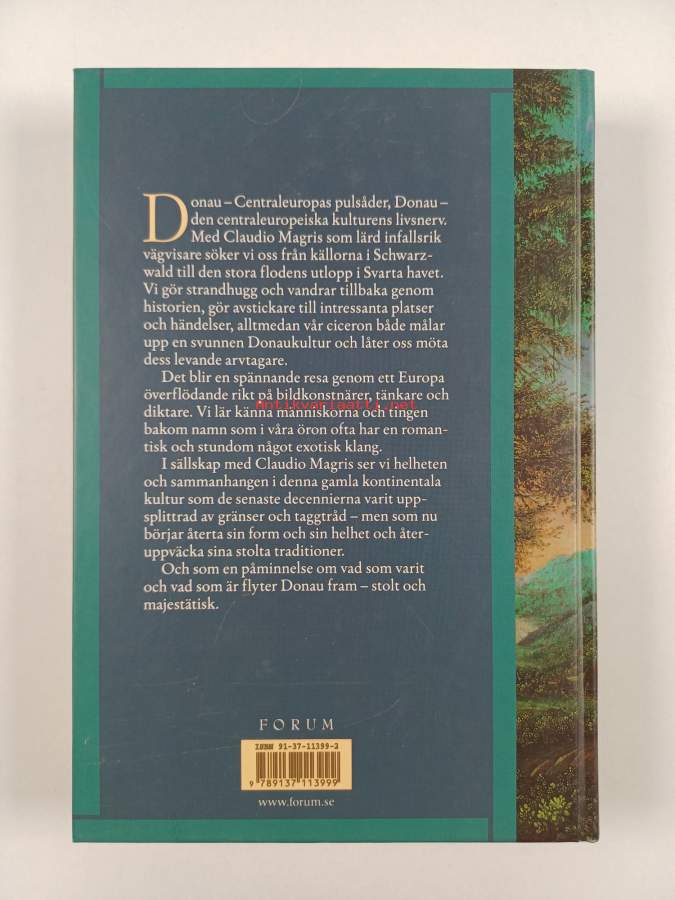 Donau – Centraleuropas pulsåder, Donau –
den centraleuropeiska kulturens livsnerv.
Med Claudio Magris som lärd infallsrik
vägvisare söker vi oss från källorna i Schwarz-
wald till den stora flodens utlopp i Svarta havet.
Vi gör strandhugg och vandrar tillbaka genom
historien, gör avstickare till intressanta platser
och händelser, alltmedan vår ciceron både målar
upp en svunnen Donaukultur och låter oss möta
dess levande arvtagare.
Det blir en spännande resa genom ett Europa
överflödande rikt på bildkonstnärer, tänkare och
Antikvariaatti.net
diktare. Vi lär känna människorna och tingen
bakom namn som i våra öron ofta har en roman-
tisk och stundom något exotisk klang.
I sällskap med Claudio Magris ser vi helheten
och sammanhangen i denna gamla kontinentala
kultur som de senaste decennierna varit upp-
splittrad av gränser och taggtråd – men som nu
börjar återta sin form och sin helhet och åter-
uppväcka sina stolta traditioner.
Och som en påminnelse om vad som varit
och vad som är flyter Donau fram – stolt och
majestätisk.
FORUM
ISBN 91-37-11399-2
9 789137 113999
www.forum.se